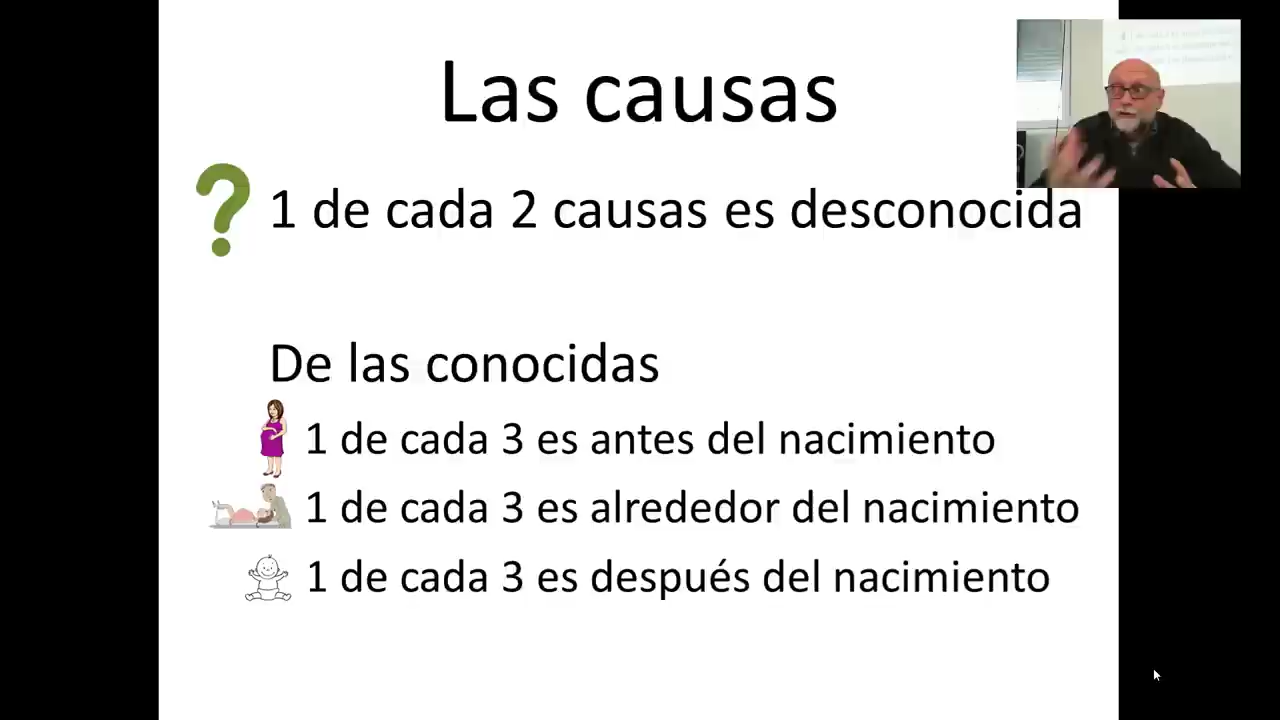 Las causas
1 de cada 2 causas es desconocida
De las conocidas
1 de cada 3 es antes del nacimiento
1 de cada 3 es alrededor del nacimiento
1 de cada 3 es después del nacimiento